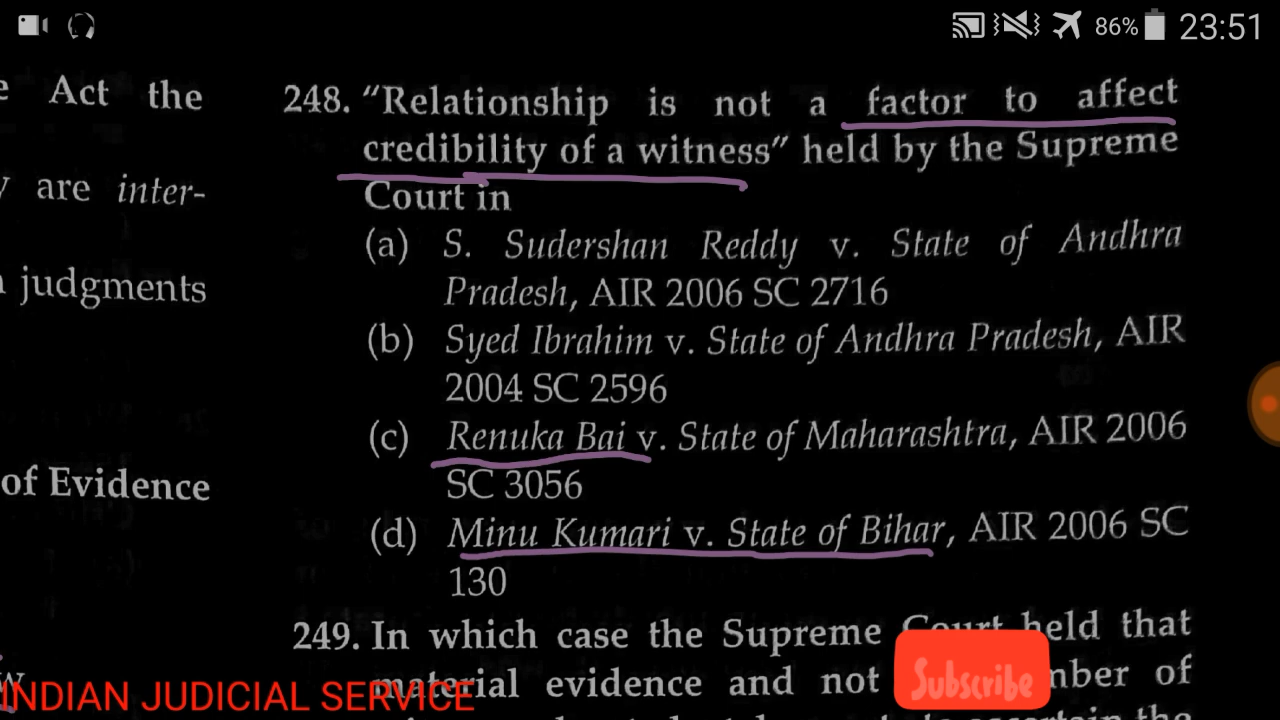 86% 23:51
Act the
are inter-
judgments
of Evidence
248. “Relationship is not a factor to affect
credibility of a witness” held by the Supreme
Court in
(a) S. Sudershan Reddy v. State of Andhra
Pradesh, AIR 2006 SC 2716
(b) Syed Ibrahim v. State of Andhra Pradesh, AIR
2004 SC 2596
(c) Renuka Bai v. State of Maharashtra, AIR 2006
SC 3056
(d) Minu Kumari v. State of Bihar, AIR 2006 SC
130
249. In which case the Supreme Court held that
material evidence and not of
the
Subscribe
INDIAN JUDICIAL SERVICE